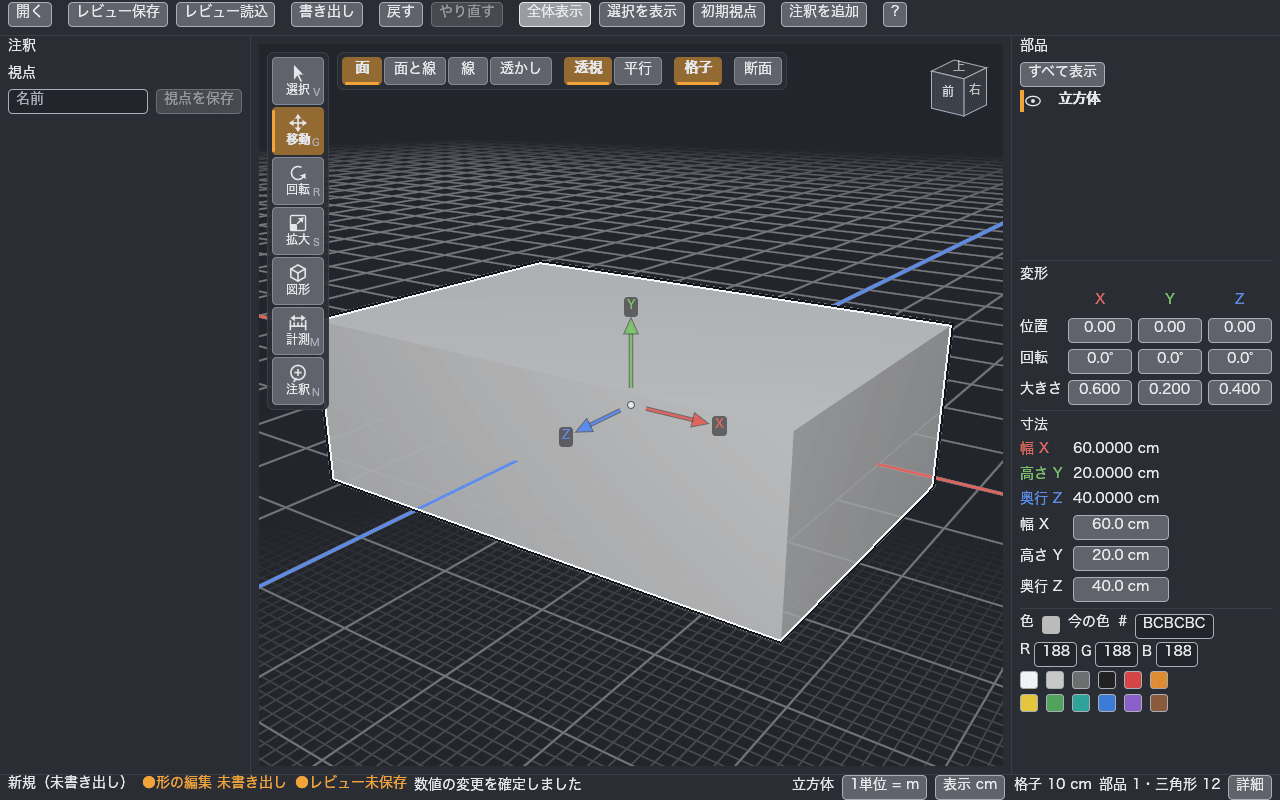 開く レビュー保存 レビュー読込 書き出し 戻す やり直す 全体表示 選択を表示 初期視点 注釈を追加 ?
注釈
視点
名前 視点を保存
選択 V
移動 G
回転 R
拡大 S
図形
計測 M
注釈 N
面 面と線 線 透かし 透視 平行 格子 断面
上
前 右
Y
Z X
部品
すべて表示
立方体
変形
X Y Z
位置 0.00 0.00 0.00
回転 0.0° 0.0° 0.0°
大きさ 0.600 0.200 0.400
寸法
幅 X 60.0000 cm
高さ Y 20.0000 cm
奥行 Z 40.0000 cm
幅 X 60.0 cm
高さ Y 20.0 cm
奥行 Z 40.0 cm
色 今の色 # BCBCBC
R 188 G 188 B 188
新規（未書き出し） ●形の編集 未書き出し ●レビュー未保存 数値の変更を確定しました 立方体 1単位 = m 表示 cm 格子 10 cm 部品 1・三角形 12 詳細